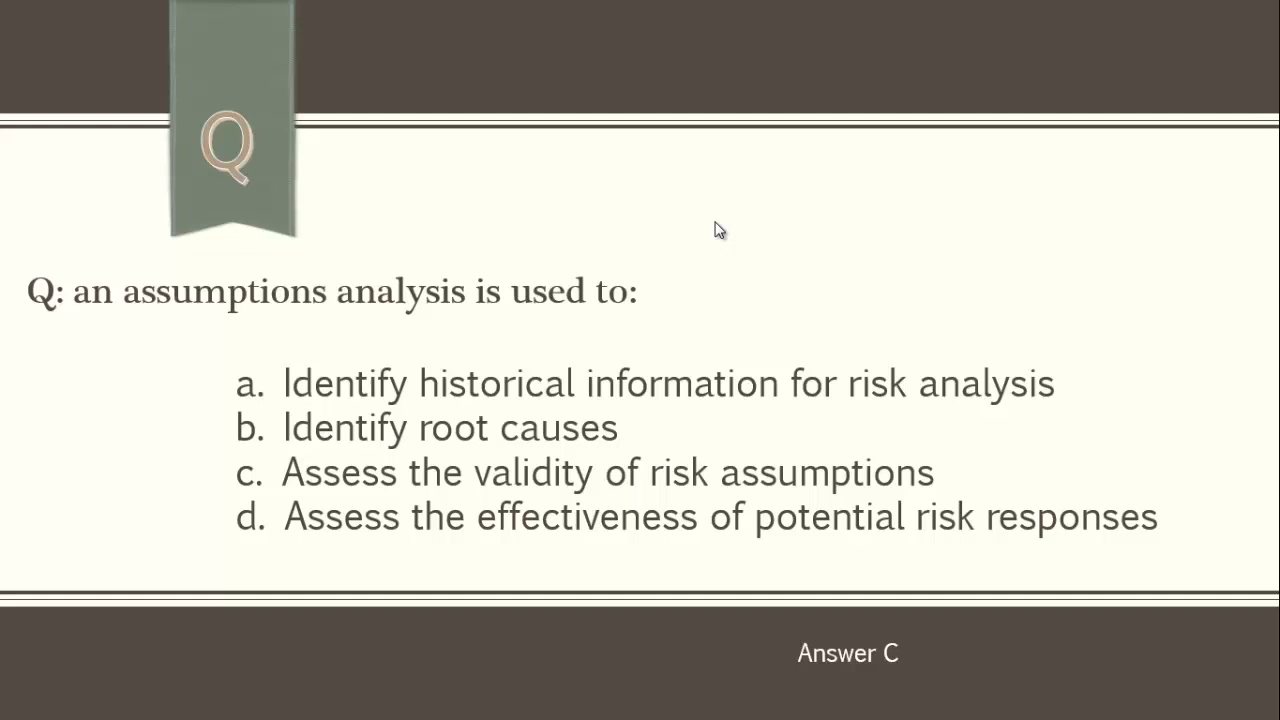 Q
Q: an assumptions analysis is used to:
a. Identify historical information for risk analysis
b. Identify root causes
c. Assess the validity of risk assumptions
d. Assess the effectiveness of potential risk responses
Answer C